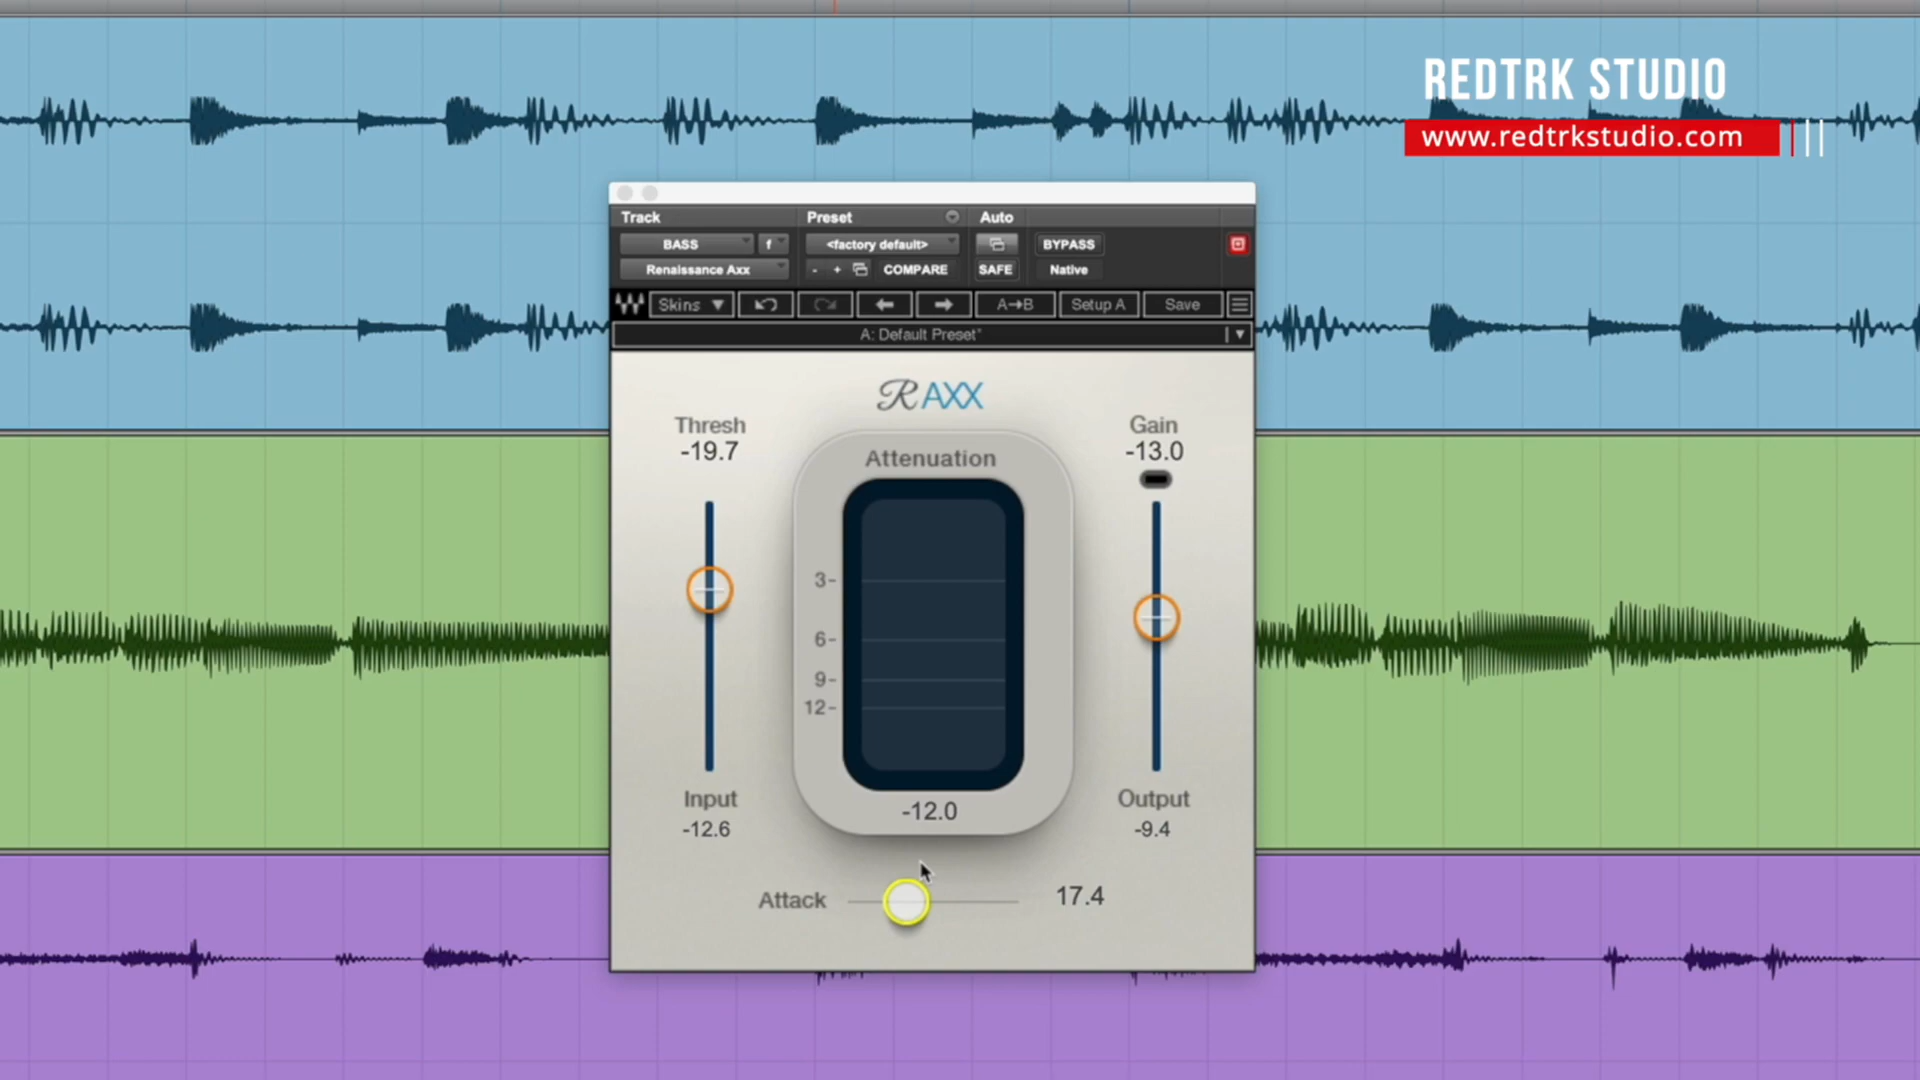 REDTRK STUDIO
www.redtrkstudio.com
Track Preset Auto
BASS f <factory default> BYPASS
Renaissance Axx - + COMPARE SAFE Native
Skins A→B Setup A Save
A: Default Preset*
R AXX
Thresh
-19.7
Attenuation
Gain
-13.0
3-
6-
9-
12-
-12.0
Input
-12.6
Output
-9.4
Attack 17.4